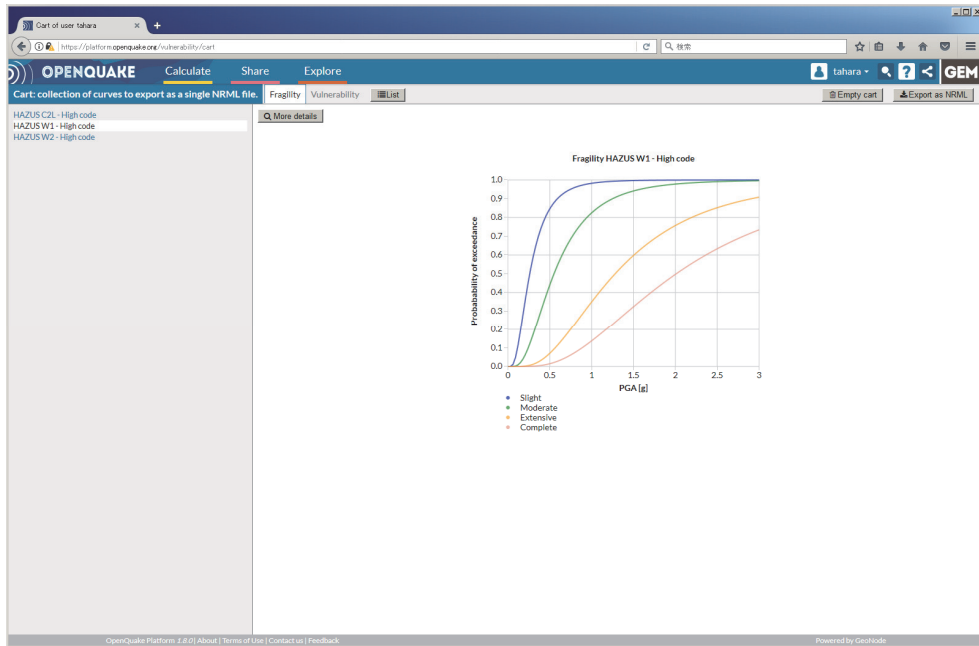 Cart of user tahara
https://platform.openquake.org/vulnerability/cart
検索
OPENQUAKE Calculate Share Explore tahara GEM
Cart: collection of curves to export as a single NRML file. Fragility Vulnerability List Empty cart Export as NRML
HAZUS C2L - High code
HAZUS W1 - High code
HAZUS W2 - High code
More details
Fragility HAZUS W1 - High code
Probabability of exceedance
1.0
0.9
0.8
0.7
0.6
0.5
0.4
0.3
0.2
0.1
0.0
0 0.5 1 1.5 2 2.5 3
PGA [g]
Slight
Moderate
Extensive
Complete
OpenQuake Platform 1.8.0 | About | Terms of Use | Contact us | Feedback Powered by GeoNode